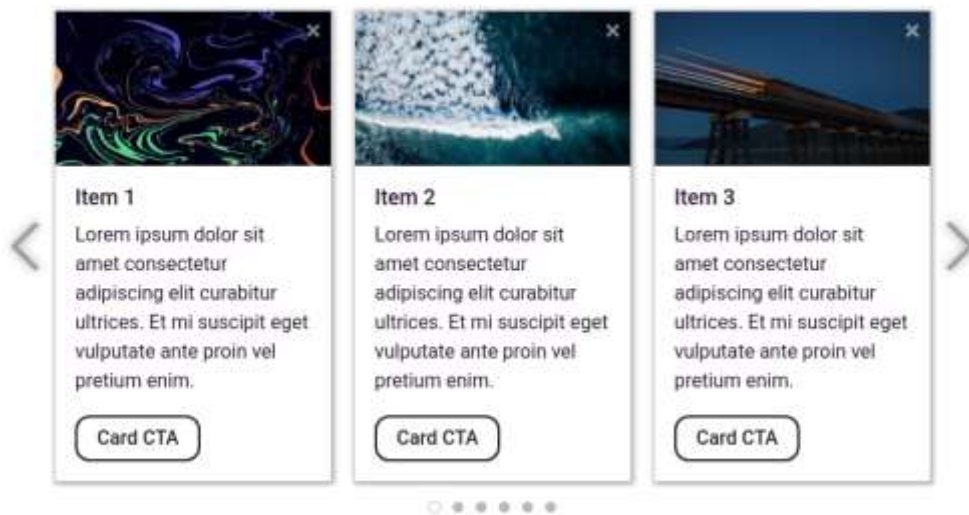 Item 1
Lorem ipsum dolor sit
amet consectetur
adipiscing elit curabitur
ultrices. Et mi suscipit eget
vulputate ante proin vel
pretium enim.
Card CTA
Item 2
Lorem ipsum dolor sit
amet consectetur
adipiscing elit curabitur
ultrices. Et mi suscipit eget
vulputate ante proin vel
pretium enim.
Card CTA
Item 3
Lorem ipsum dolor sit
amet consectetur
adipiscing elit curabitur
ultrices. Et mi suscipit eget
vulputate ante proin vel
pretium enim.
Card CTA